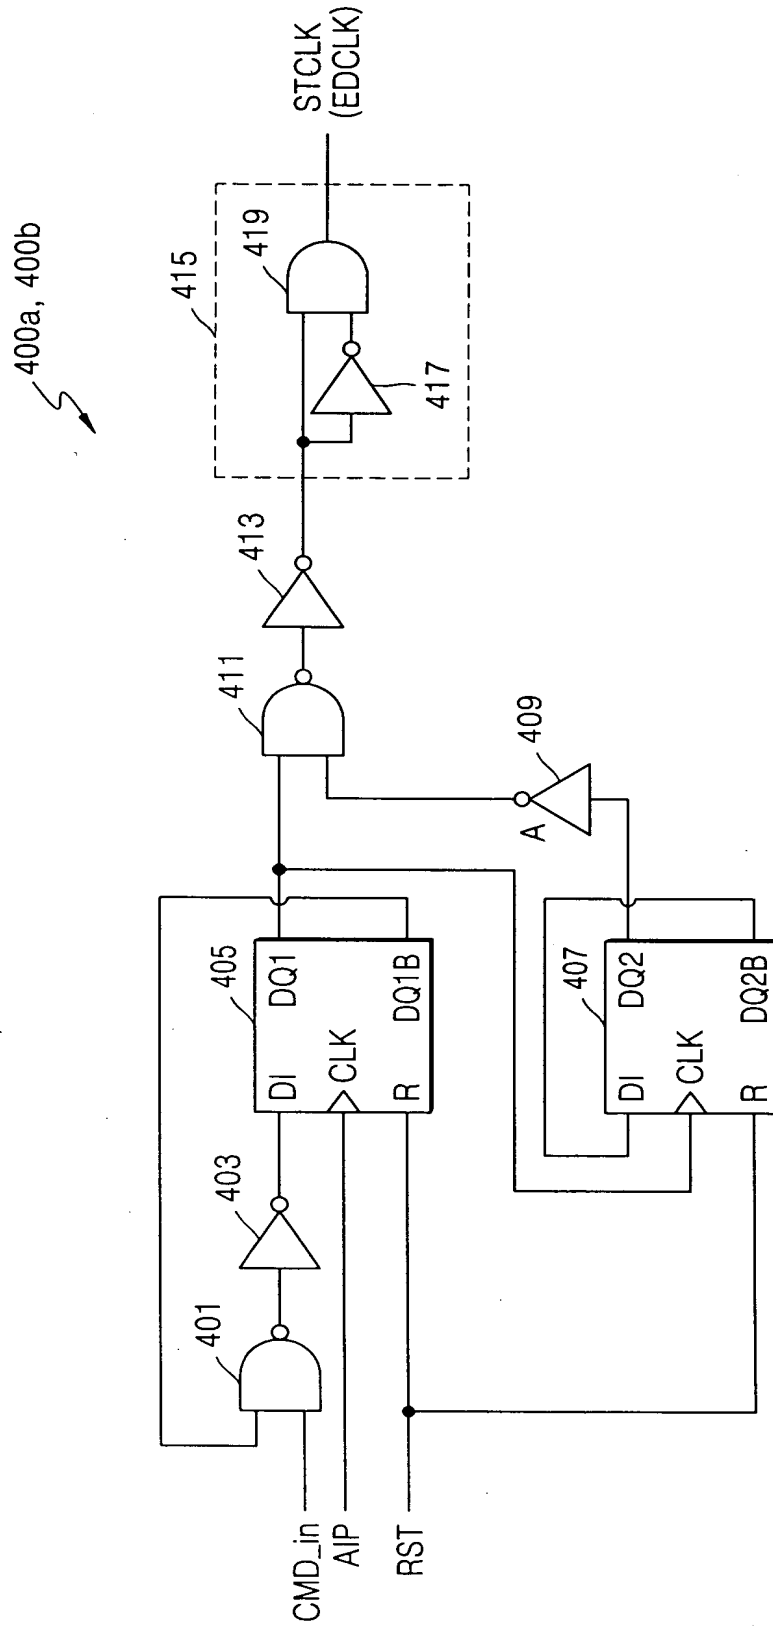 400a, 400b
STCLK
(EDCLK)
415
419
417
413
411
409
A
405
DI
DQ1
CLK
R
DQ1B
403
401
CMD_in
AIP
RST
407
DI
DQ2
CLK
R
DQ2B